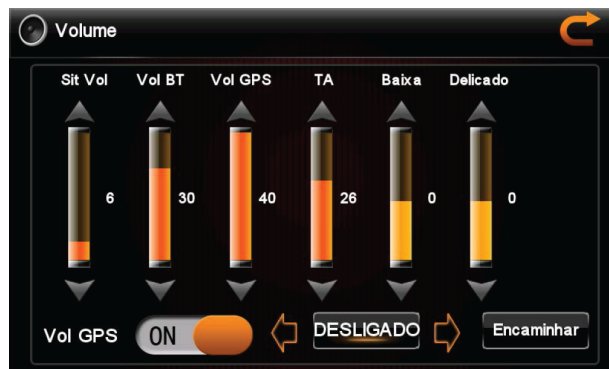 Volume
Sit Vol Vol BT Vol GPS TA Baixa Delicado
6 30 40 26 0 0
Vol GPS ON DESLIGADO Encaminhar